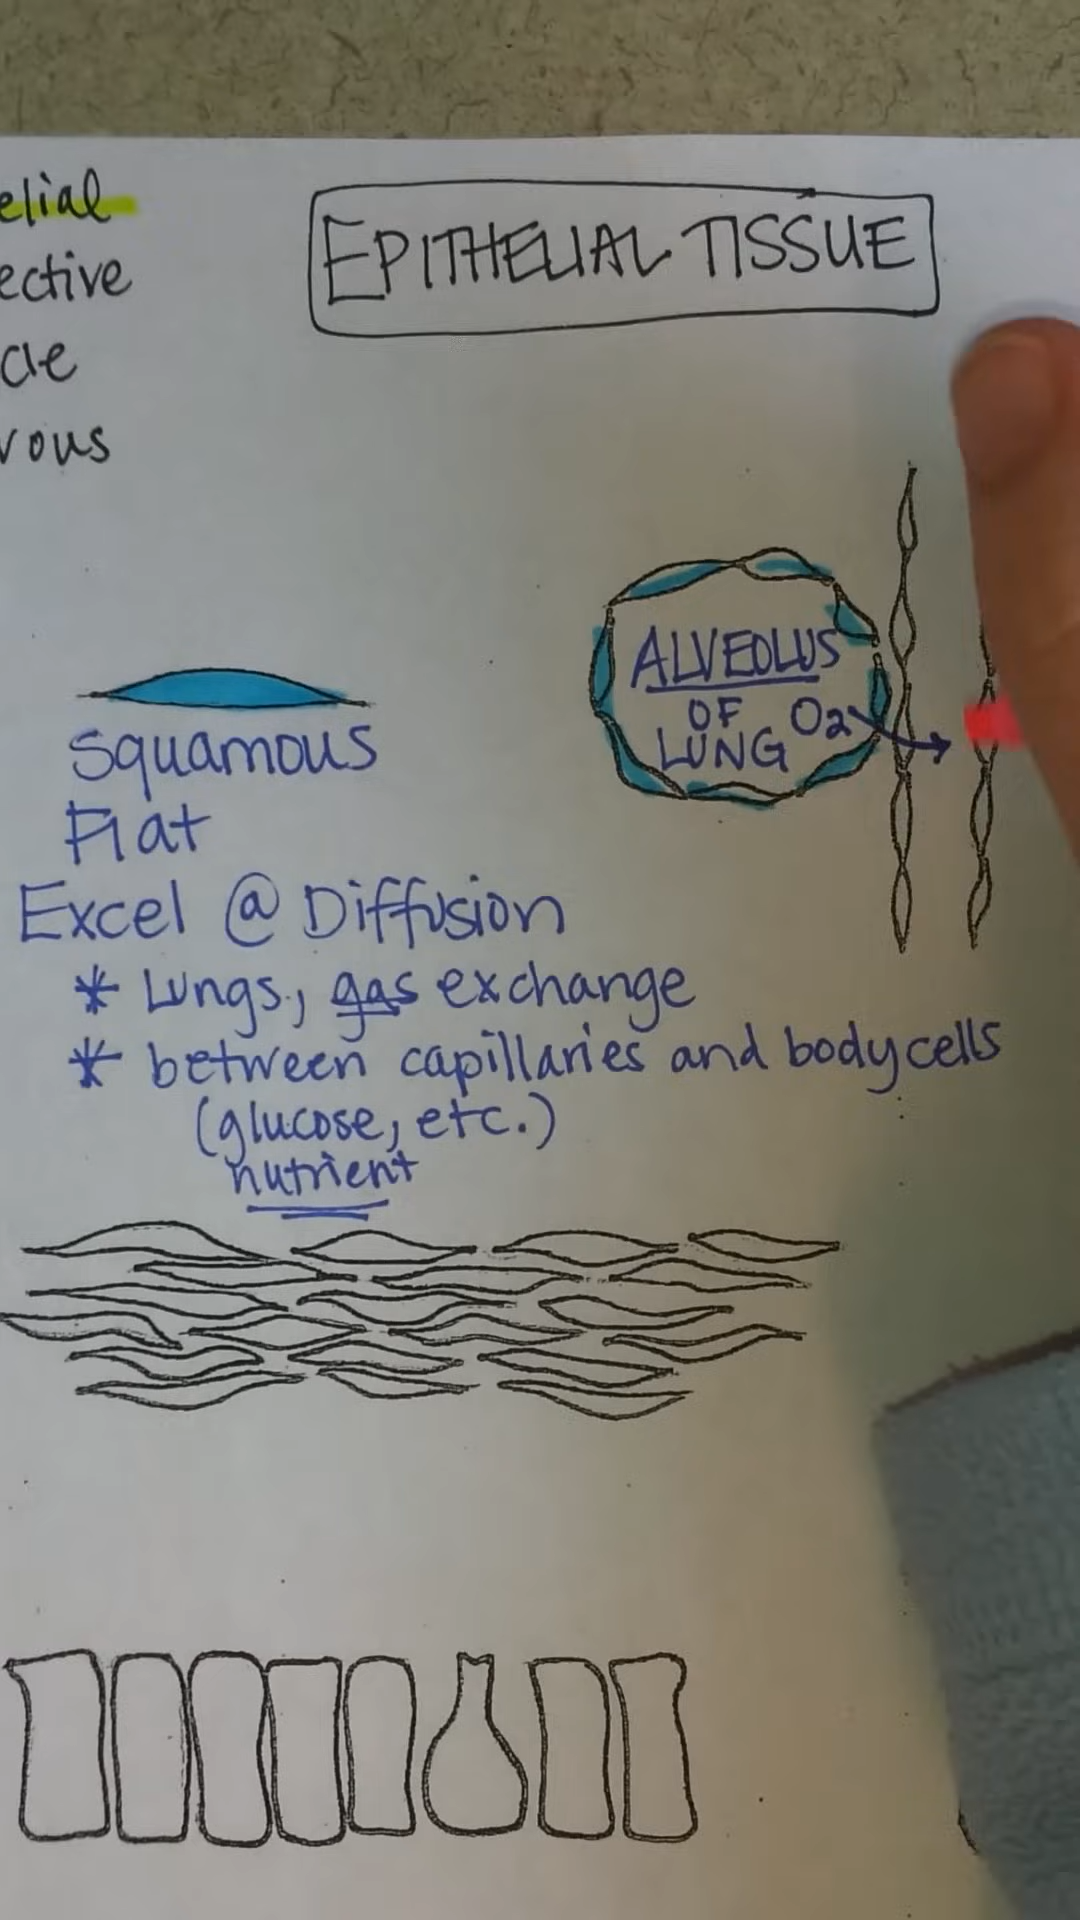 elial
ective
cle
vous
EPITHELIAL TISSUE
ALVEOLUS
OF
LUNG O2
Squamous
Flat
Excel @ Diffusion
* Lungs, gas exchange
* between capillaries and body cells
(glucose, etc.)
nutrient